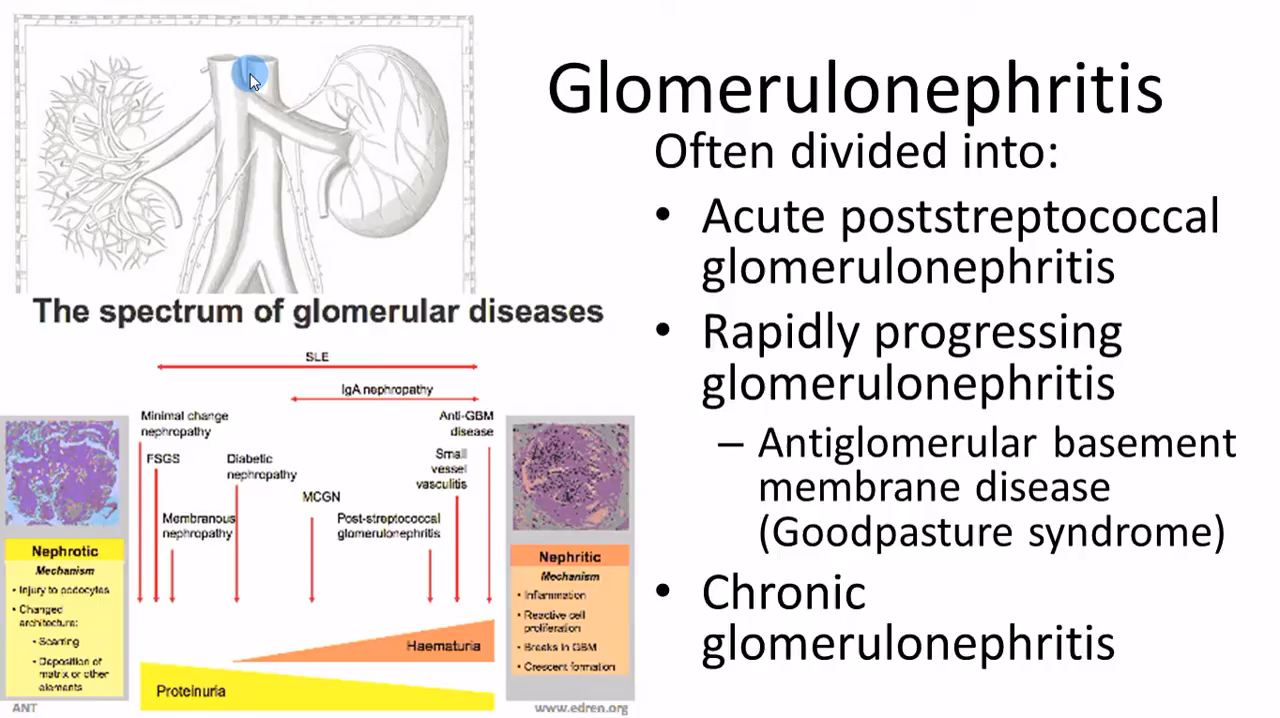 Glomerulonephritis
Often divided into:
• Acute poststreptococcal
glomerulonephritis
• Rapidly progressing
glomerulonephritis
– Antiglomerular basement
membrane disease
(Goodpasture syndrome)
• Chronic
glomerulonephritis
The spectrum of glomerular diseases
SLE
IgA nephropathy
Minimal change
nephropathy
Anti-GBM
disease
FSGS
Diabetic
nephropathy
Small
vessel
vasculitis
MCGN
Membranous
nephropathy
Post-streptococcal
glomerulonephritis
Nephrotic
Mechanism
• Injury to podocytes
• Changed
architecture:
• Scarring
• Deposition of
matrix or other
elements
Nephritic
Mechanism
• Inflammation
• Reactive cell
proliferation
• Breaks in GBM
• Crescent formation
Haematuria
Proteinuria
ANT
www.edren.org